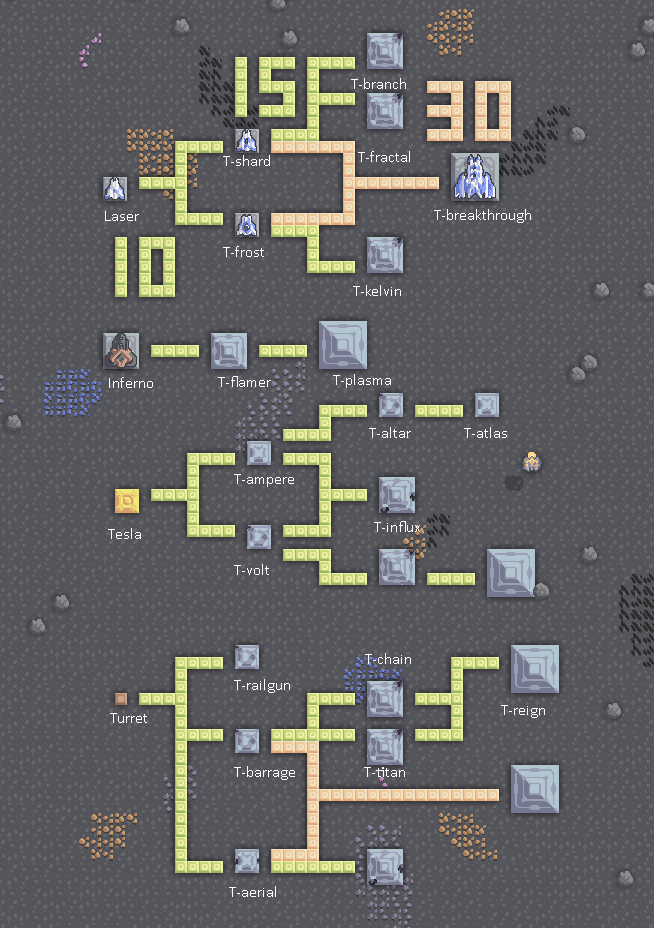 15
T-branch
30
T-shard
T-fractal
Laser
T-breakthrough
T-frost
10
T-kelvin
Inferno
T-flamer
T-plasma
T-altar
T-atlas
T-ampere
Tesla
T-influx
T-volt
T-chain
T-railgun
Turret
T-reign
T-barrage
T-titan
T-aerial